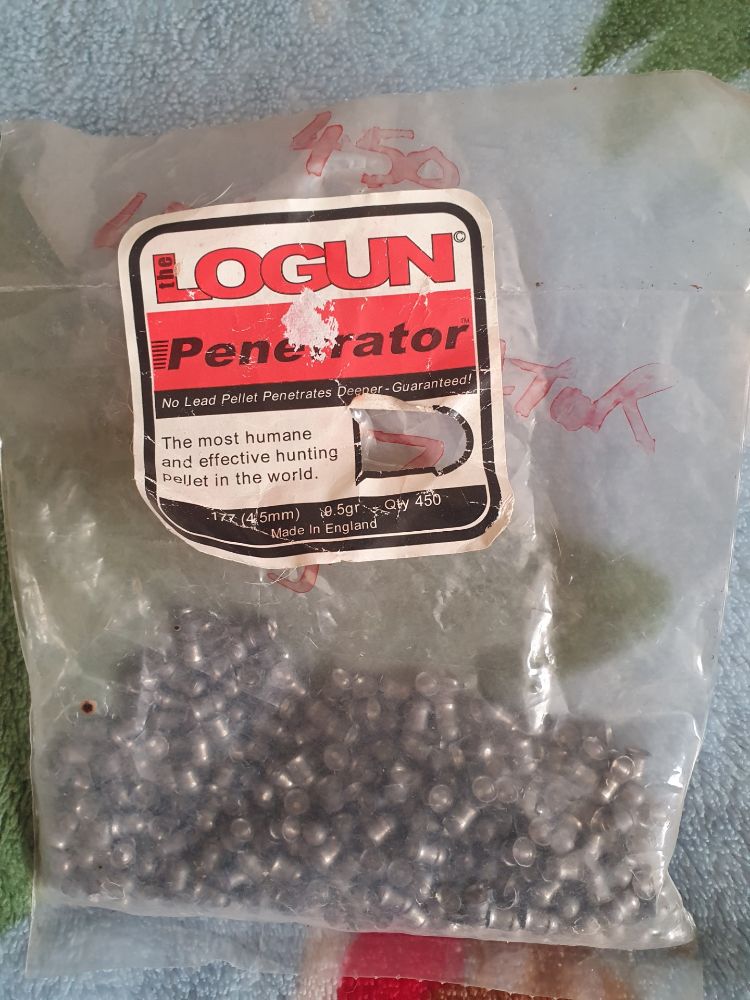 450
the LOGUN ©
Penetrator ™
No Lead Pellet Penetrates Deeper - Guaranteed!
The most humane
and effective hunting
pellet in the world.
.177 (4.5mm) 9.5gr Qty 450
Made In England